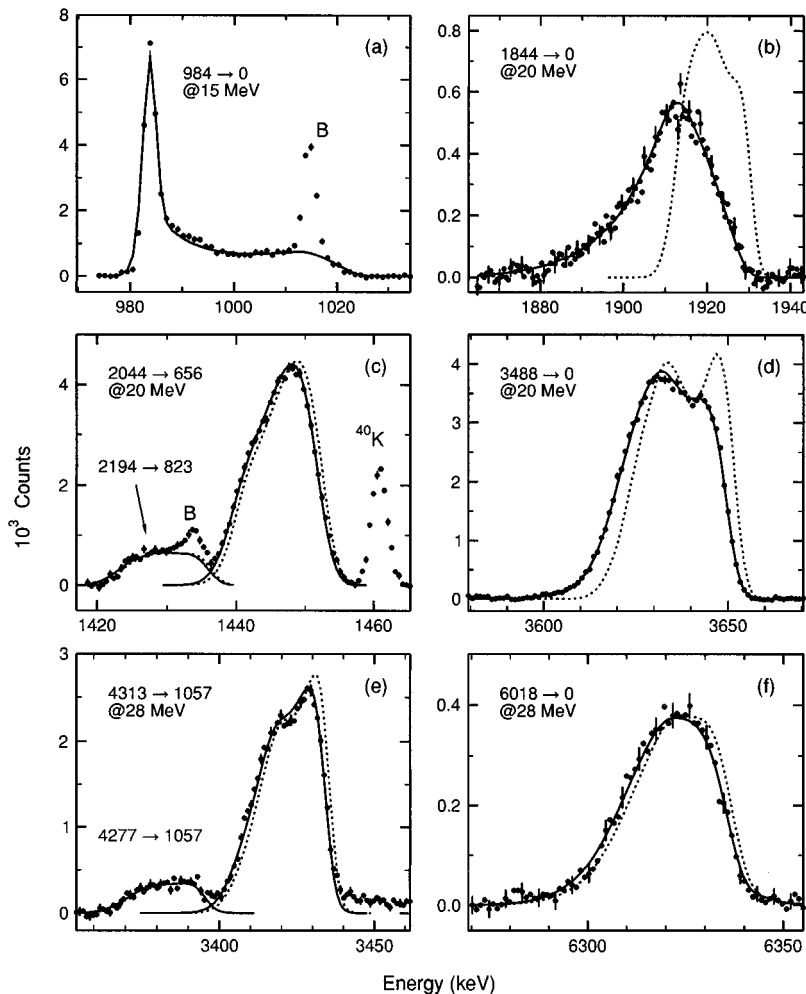 8
6
4
2
0
980
1000
1020
(a)
984 → 0
@15 MeV
B
0.8
0.6
0.4
0.2
0.0
1880
1900
1920
1940
(b)
1844 → 0
@20 MeV
4
2
0
1420
1440
1460
(c)
2044 → 656
@20 MeV
2194 → 823
B
⁴⁰K
4
3
2
1
0
3600
3650
(d)
3488 → 0
@20 MeV
10³ Counts
3
2
1
0
3400
3450
(e)
4313 → 1057
@28 MeV
4277 → 1057
0.4
0.2
0.0
6300
6350
(f)
6018 → 0
@28 MeV
Energy (keV)